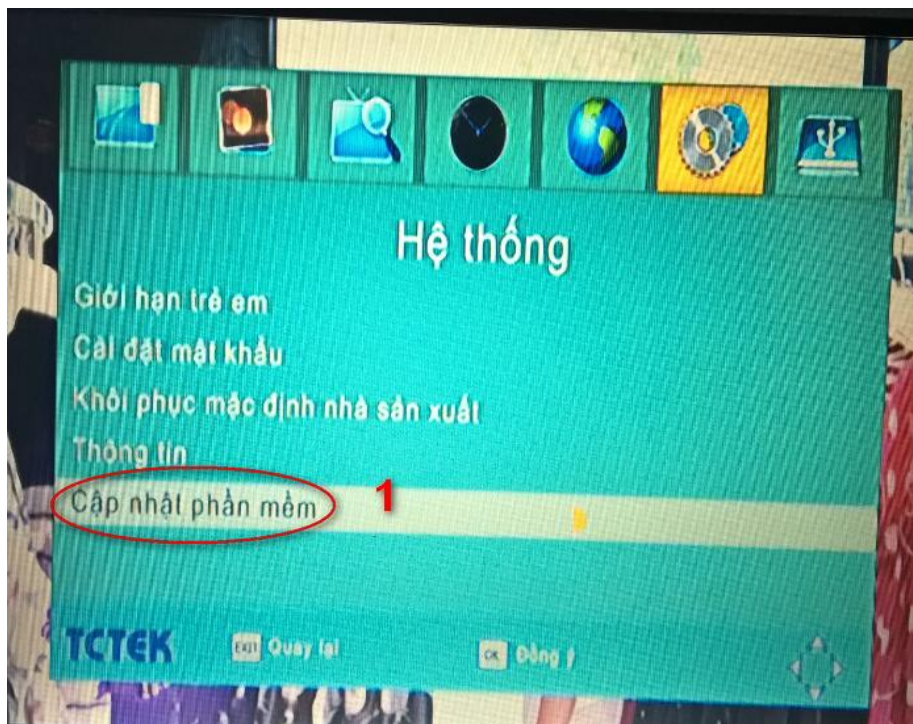 Hệ thống
Giới hạn trẻ em
Cài đặt mật khẩu
Khôi phục mặc định nhà sản xuất
Thông tin
Cập nhật phần mềm
1
TCTEK
EXIT Quay lại
OK Đồng ý